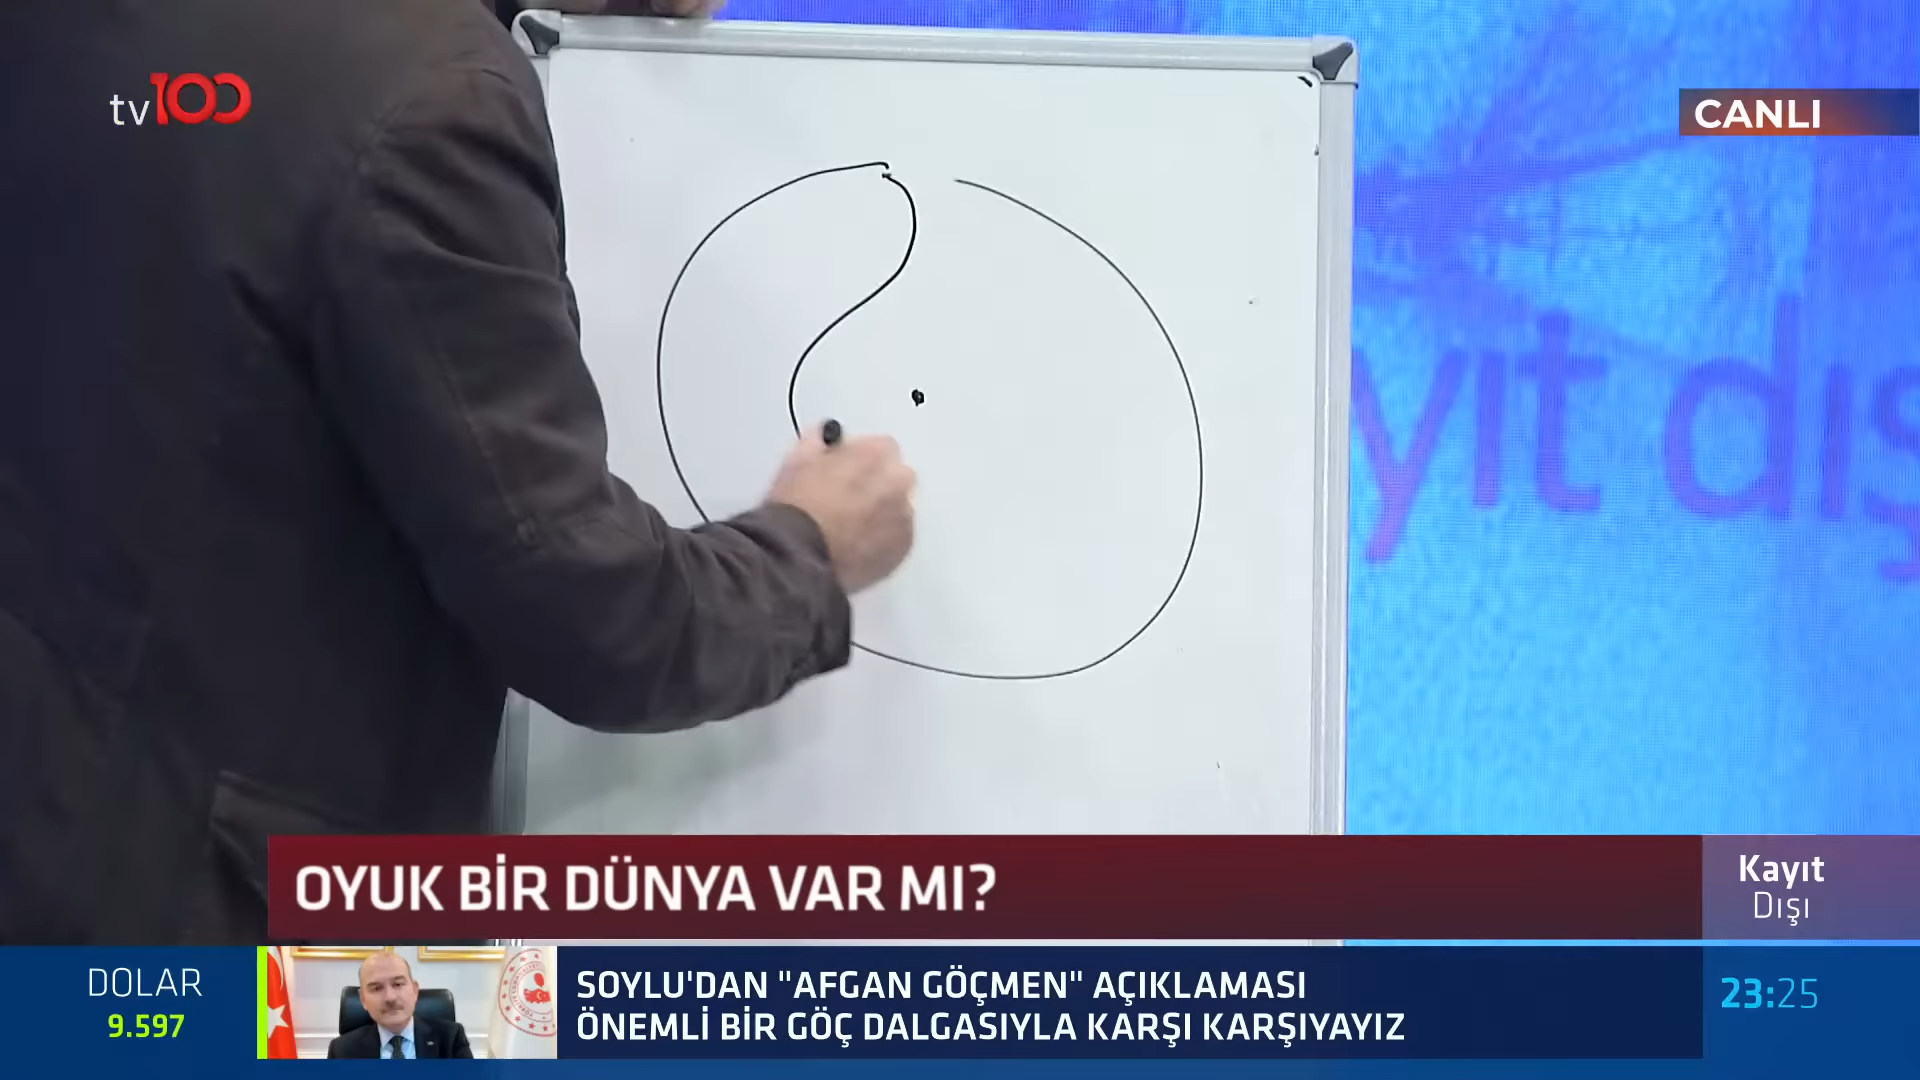 tv100
CANLI
yıt dış
OYUK BİR DÜNYA VAR MI?
Kayıt
Dışı
DOLAR
9.597
SOYLU'DAN "AFGAN GÖÇMEN" AÇIKLAMASI
ÖNEMLİ BİR GÖÇ DALGASIYLA KARŞI KARŞIYAYIZ
23:25